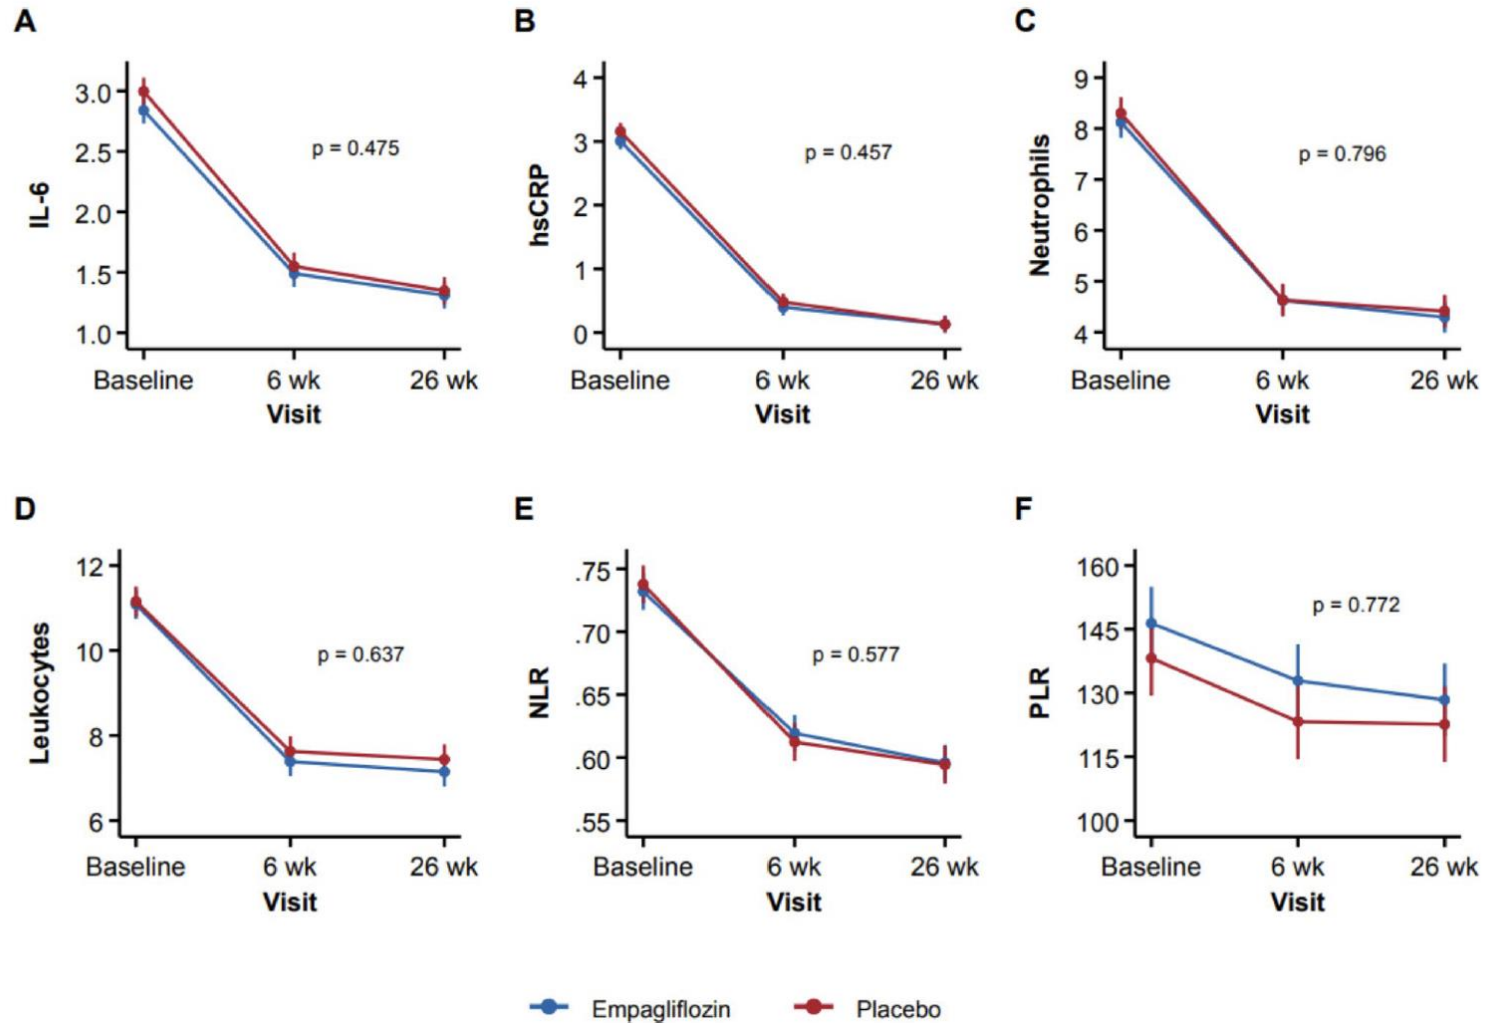 A
IL-6
3.0
2.5
2.0
1.5
1.0
p = 0.475
Baseline 6 wk 26 wk
Visit
B
hsCRP
4
3
2
1
0
p = 0.457
Baseline 6 wk 26 wk
Visit
C
Neutrophils
9
8
7
6
5
4
p = 0.796
Baseline 6 wk 26 wk
Visit
D
Leukocytes
12
10
8
6
p = 0.637
Baseline 6 wk 26 wk
Visit
E
NLR
.75
.70
.65
.60
.55
p = 0.577
Baseline 6 wk 26 wk
Visit
F
PLR
160
145
130
115
100
p = 0.772
Baseline 6 wk 26 wk
Visit
Empagliflozin Placebo